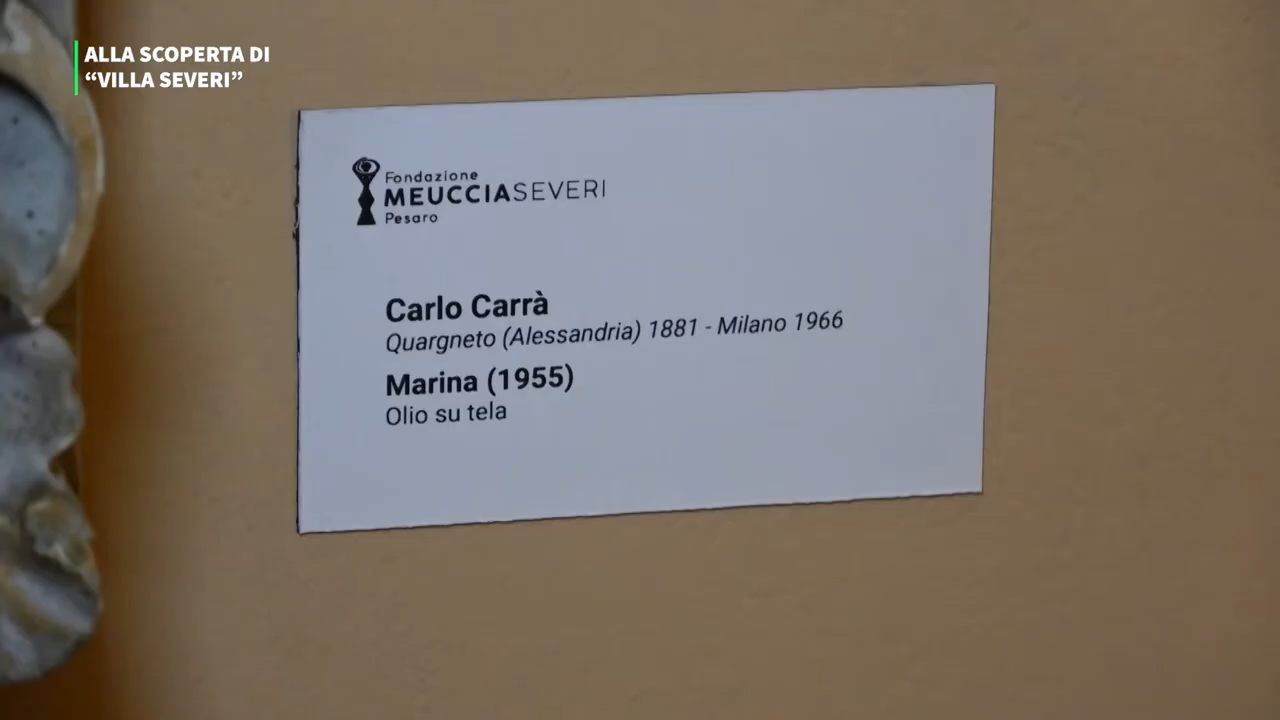 ALLA SCOPERTA DI
“VILLA SEVERI”
Fondazione
MEUCCIASEVERI
Pesaro
Carlo Carrà
Quargneto (Alessandria) 1881 - Milano 1966
Marina (1955)
Olio su tela